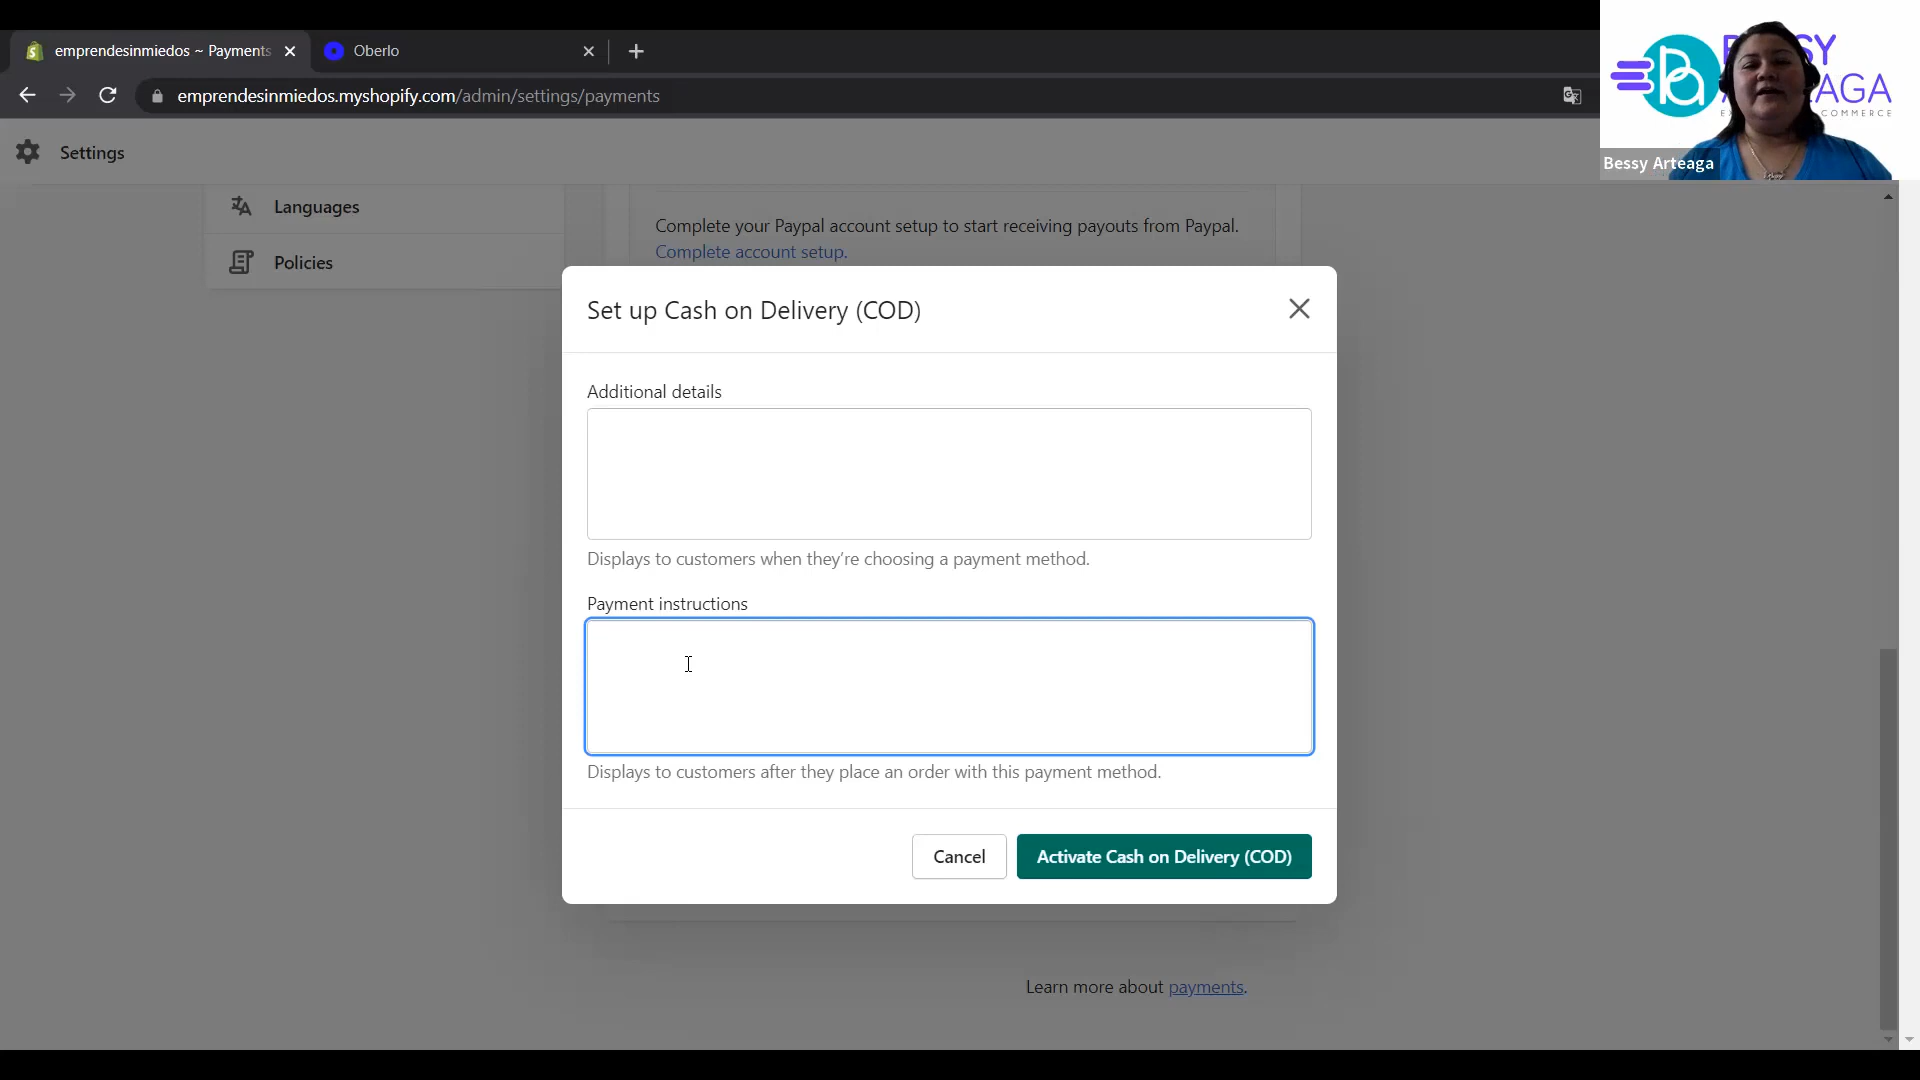 emprendesinmiedos ~ Payments
Oberlo
emprendesinmiedos.myshopify.com/admin/settings/payments
Bessy Arteaga
Settings
Languages
Policies
Complete your Paypal account setup to start receiving payouts from Paypal.
Complete account setup.
Set up Cash on Delivery (COD)
Additional details
Displays to customers when they're choosing a payment method.
Payment instructions
Displays to customers after they place an order with this payment method.
Cancel
Activate Cash on Delivery (COD)
Learn more about payments.